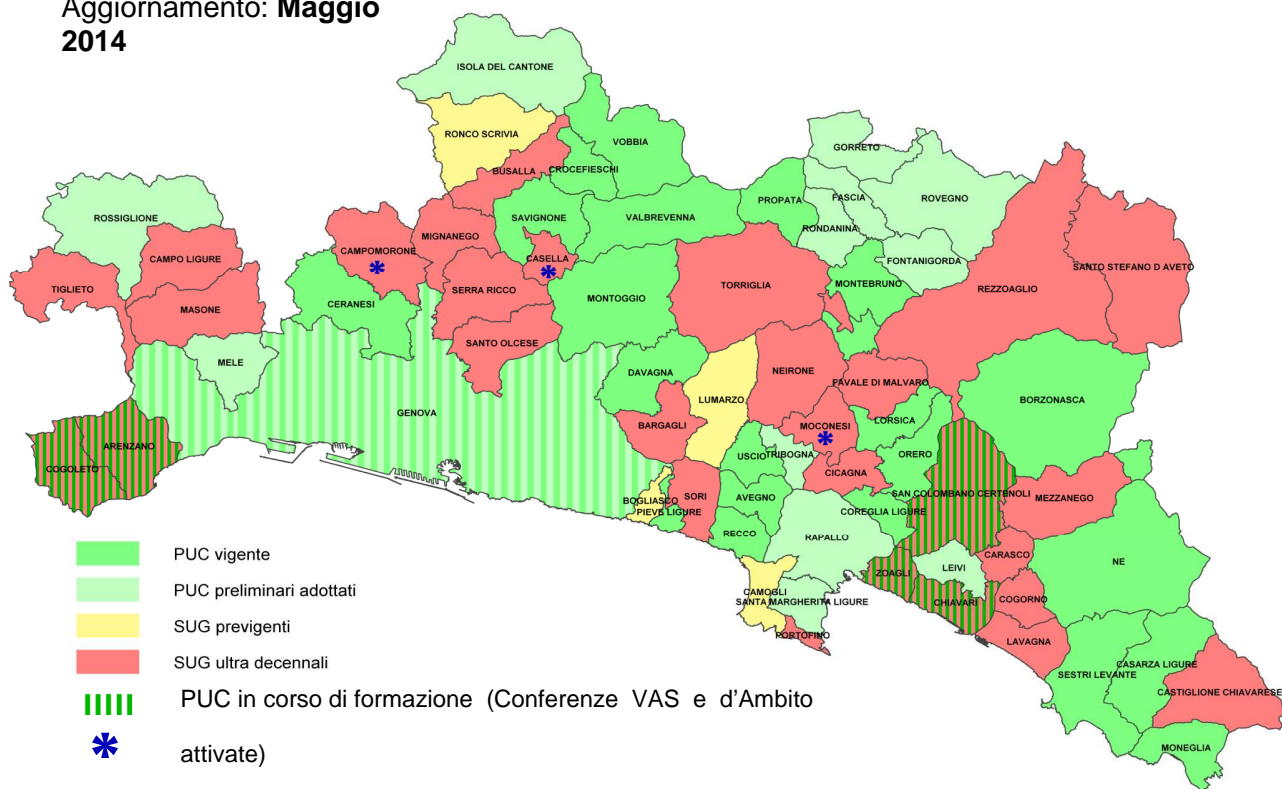 Aggiornamento: Maggio
2014
ISOLA DEL CANTONE
RONCO SCRIVIA
VOBBIA
GORRETO
BUSALLA
CROCEFIESCHI
ROSSIGLIONE
PROPATA
FASCIA
ROVEGNO
SAVIGNONE
VALBREVENNA
RONDANINA
MIGNANEGO
CAMPOMORONE
CAMPO LIGURE
CASELLA
FONTANIGORDA
SANTO STEFANO D AVETO
TIGLIETO
SERRA RICCO
TORRIGLIA
MONTEBRUNO
REZZOAGLIO
MASONE
CERANESI
MONTOGGIO
SANTO OLCESE
MELE
DAVAGNA
NEIRONE
FAVALE DI MALVARO
LUMARZO
BORZONASCA
GENOVA
BARGAGLI
MOCONESI
LORSICA
ARENZANO
TRIBOGNA
USCIO
ORERO
COGOLETO
CICAGNA
BOGLIASCO
SORI
AVEGNO
SAN COLOMBANO CERTENOLI
MEZZANEGO
PIEVE LIGURE
COREGLIA LIGURE
RECCO
RAPALLO
CARASCO
NE
LEIVI
ZOAGLI
CAMOGLI
SANTA MARGHERITA LIGURE
CHIAVARI
COGORNO
PORTOFINO
LAVAGNA
CASARZA LIGURE
SESTRI LEVANTE
CASTIGLIONE CHIAVARESE
MONEGLIA
PUC vigente
PUC preliminari adottati
SUG previgenti
SUG ultra decennali
PUC in corso di formazione (Conferenze VAS e d'Ambito
attivate)